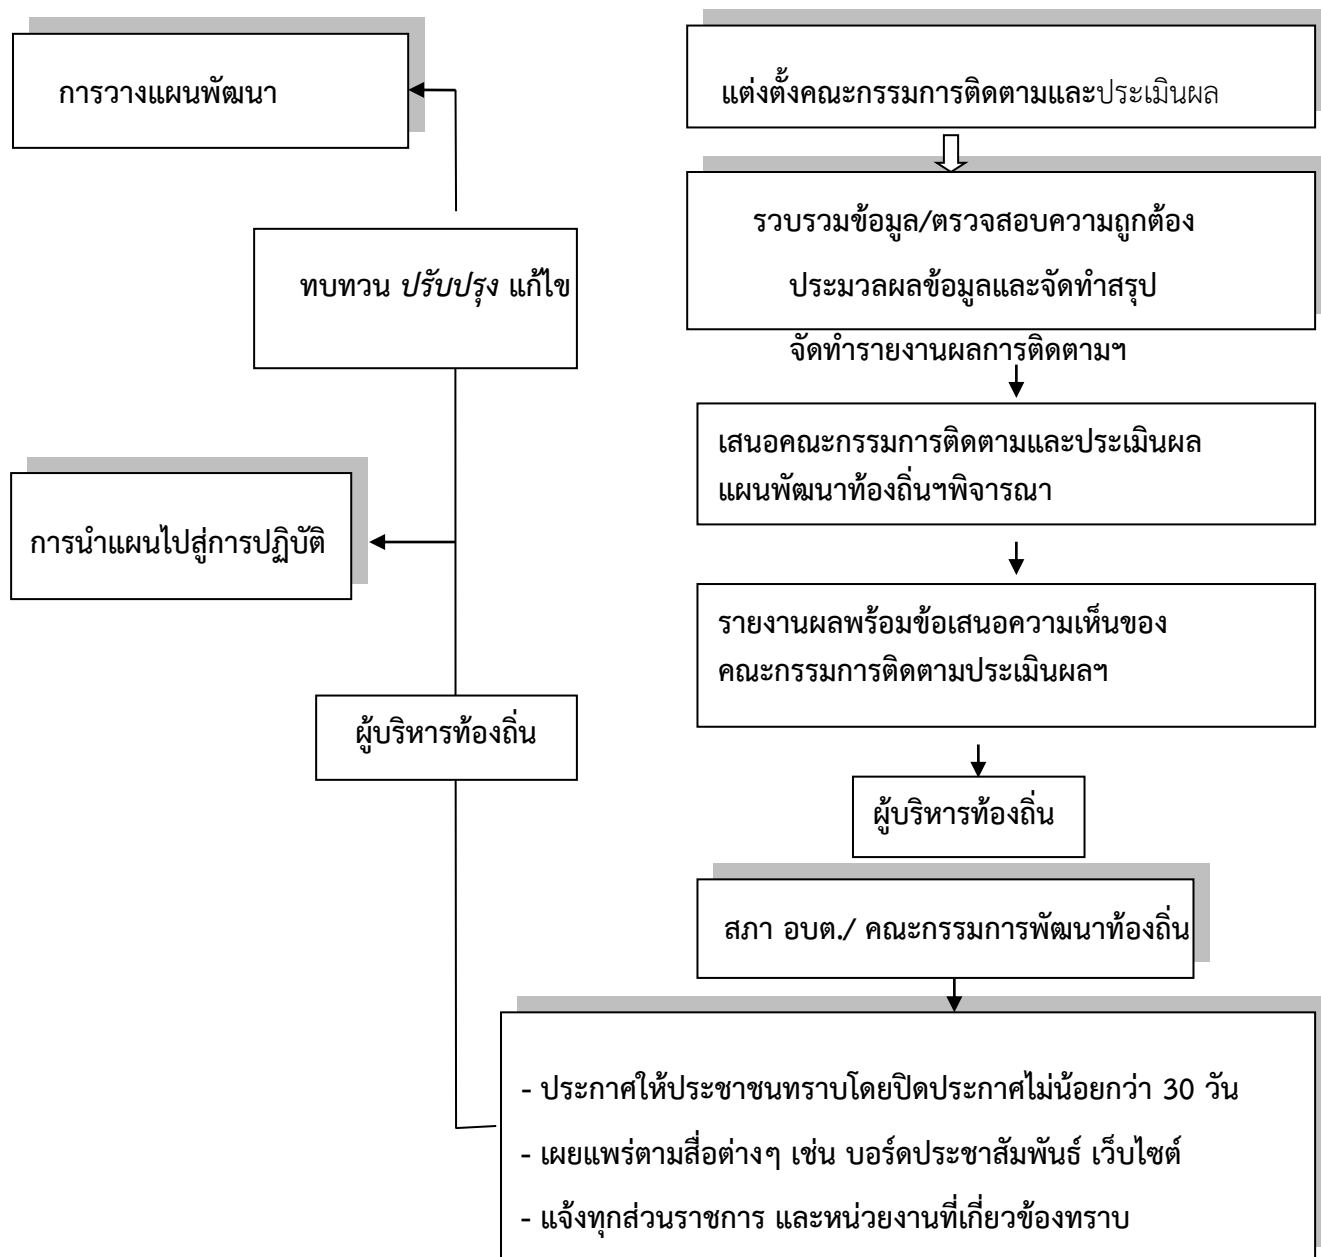 การวางแผนพัฒนา
ทบทวน ปรับปรุง แก้ไข
การนำแผนไปสู่การปฏิบัติ
ผู้บริหารท้องถิ่น
แต่งตั้งคณะกรรมการติดตามและประเมินผล
รวบรวมข้อมูล/ตรวจสอบความถูกต้อง
ประมวลผลข้อมูลและจัดทำสรุป
จัดทำรายงานผลการติดตามฯ
เสนอคณะกรรมการติดตามและประเมินผล
แผนพัฒนาท้องถิ่นฯพิจารณา
รายงานผลพร้อมข้อเสนอความเห็นของ
คณะกรรมการติดตามประเมินผลฯ
ผู้บริหารท้องถิ่น
สภา อบต./ คณะกรรมการพัฒนาท้องถิ่น
- ประกาศให้ประชาชนทราบโดยปิดประกาศไม่น้อยกว่า 30 วัน
- เผยแพร่ตามสื่อต่างๆ เช่น บอร์ดประชาสัมพันธ์ เว็บไซต์
- แจ้งทุกส่วนราชการ และหน่วยงานที่เกี่ยวข้องทราบ